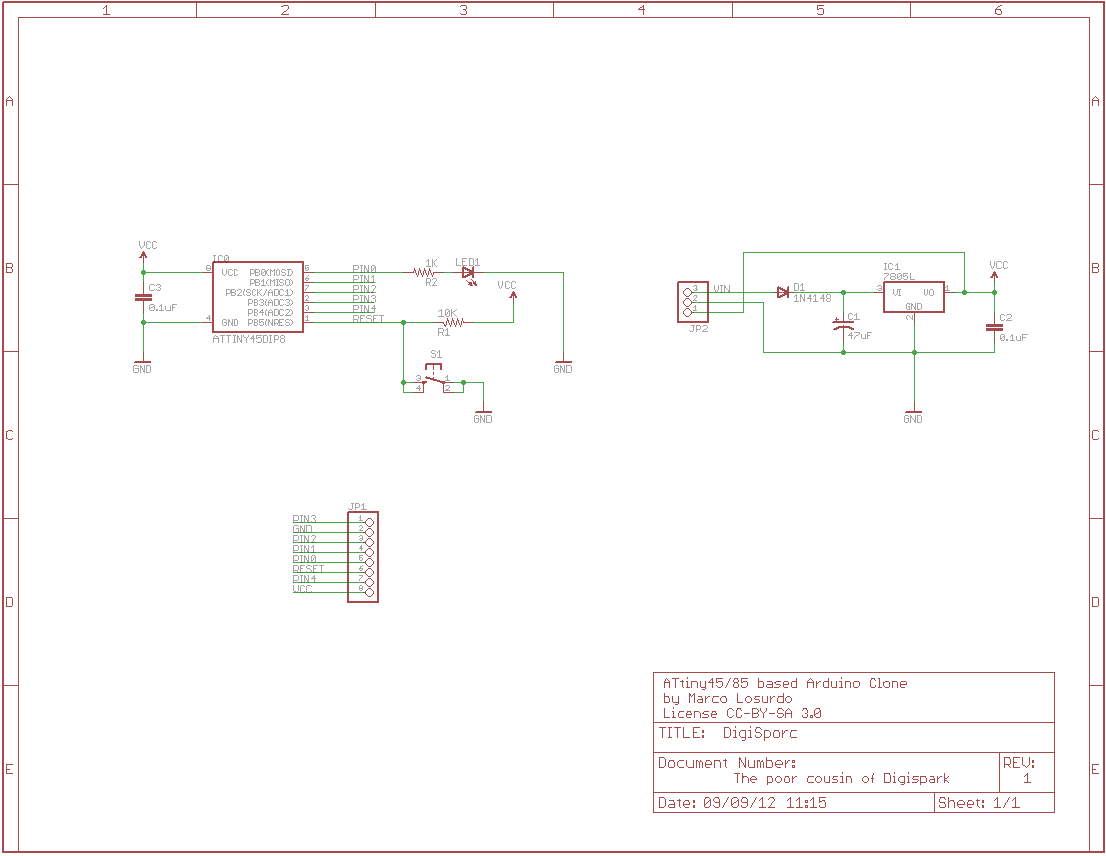 1 2 3 4 5 6
A A
B B
C C
D D
E E
VCC
C3
0.1uF
GND
IC0
8 VCC PB0(MOSI) 5
PB1(MISO) 6
PB2(SCK/ADC1) 7
PB3(ADC3) 2
PB4(ADC2) 3
4 GND PB5(NRES) 1
ATTINY45DIP8
PIN0
PIN1
PIN2
PIN3
PIN4
RESET
1K
R2
LED1
VCC
10K
R1
S1
3 1
4 2
GND
GND
JP2
3
2
1
VIN
D1
1N4148
C1
47uF
IC1
7805L
3 VI VO 1
GND
2
VCC
C2
0.1uF
GND
JP1
PIN3 1
GND 2
PIN2 3
PIN1 4
PIN0 5
RESET 6
PIN4 7
VCC 8
ATtiny45/85 based Arduino Clone
by Marco Losurdo
License CC-BY-SA 3.0
TITLE: DigiSporc
Document Number:
The poor cousin of Digispark
REV:
1
Date: 09/09/12 11:15
Sheet: 1/1